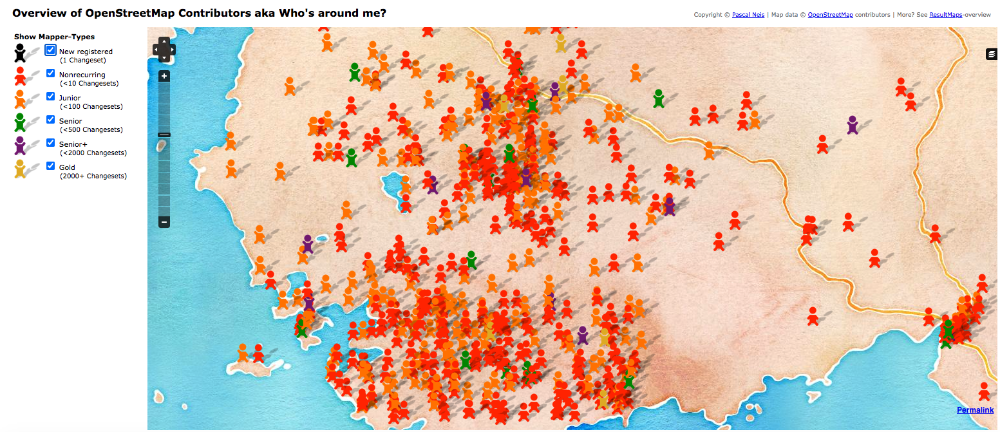 Overview of OpenStreetMap Contributors aka Who's around me?
Copyright © Pascal Neis | Map data © OpenStreetMap contributors | More? See ResultMaps-overview
Show Mapper-Types
New registered
(1 Changeset)
Nonrecurring
(<10 Changesets)
Junior
(<100 Changesets)
Senior
(<500 Changesets)
Senior+
(<2000 Changesets)
Gold
(2000+ Changesets)
Permalink